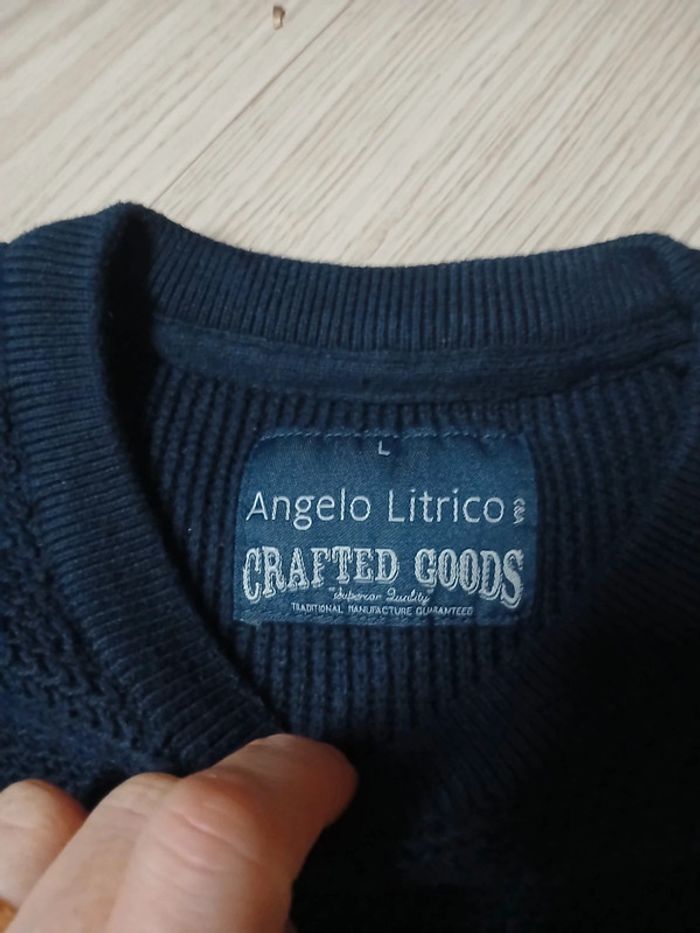 L
Angelo Litrico C&A
CRAFTED GOODS
Superior Quality
TRADITIONAL MANUFACTURE GUARANTEED